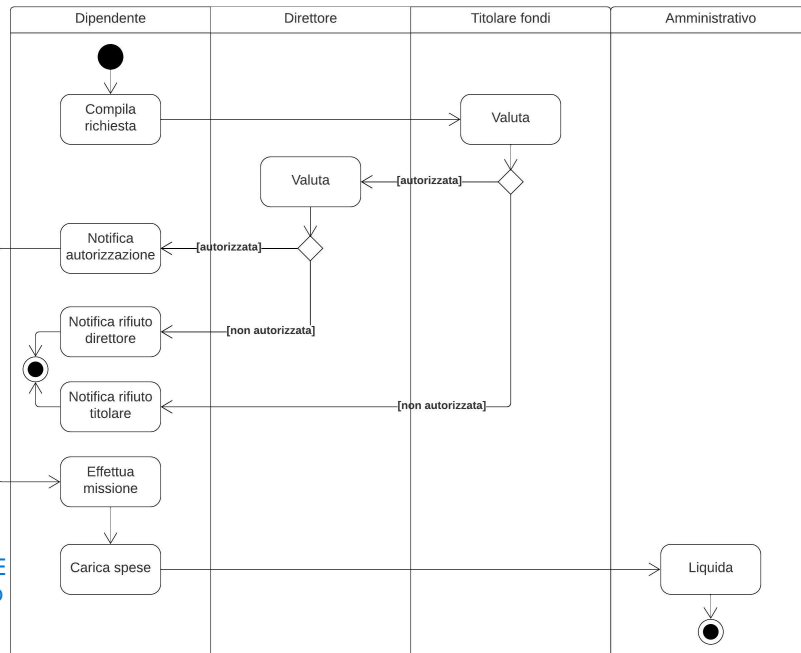 Dipendente
Direttore
Titolare fondi
Amministrativo
Compila
richiesta
Valuta
Valuta
[autorizzata]
Notifica
autorizzazione
[autorizzata]
Notifica rifiuto
direttore
[non autorizzata]
Notifica rifiuto
titolare
[non autorizzata]
Effettua
missione
Carica spese
Liquida